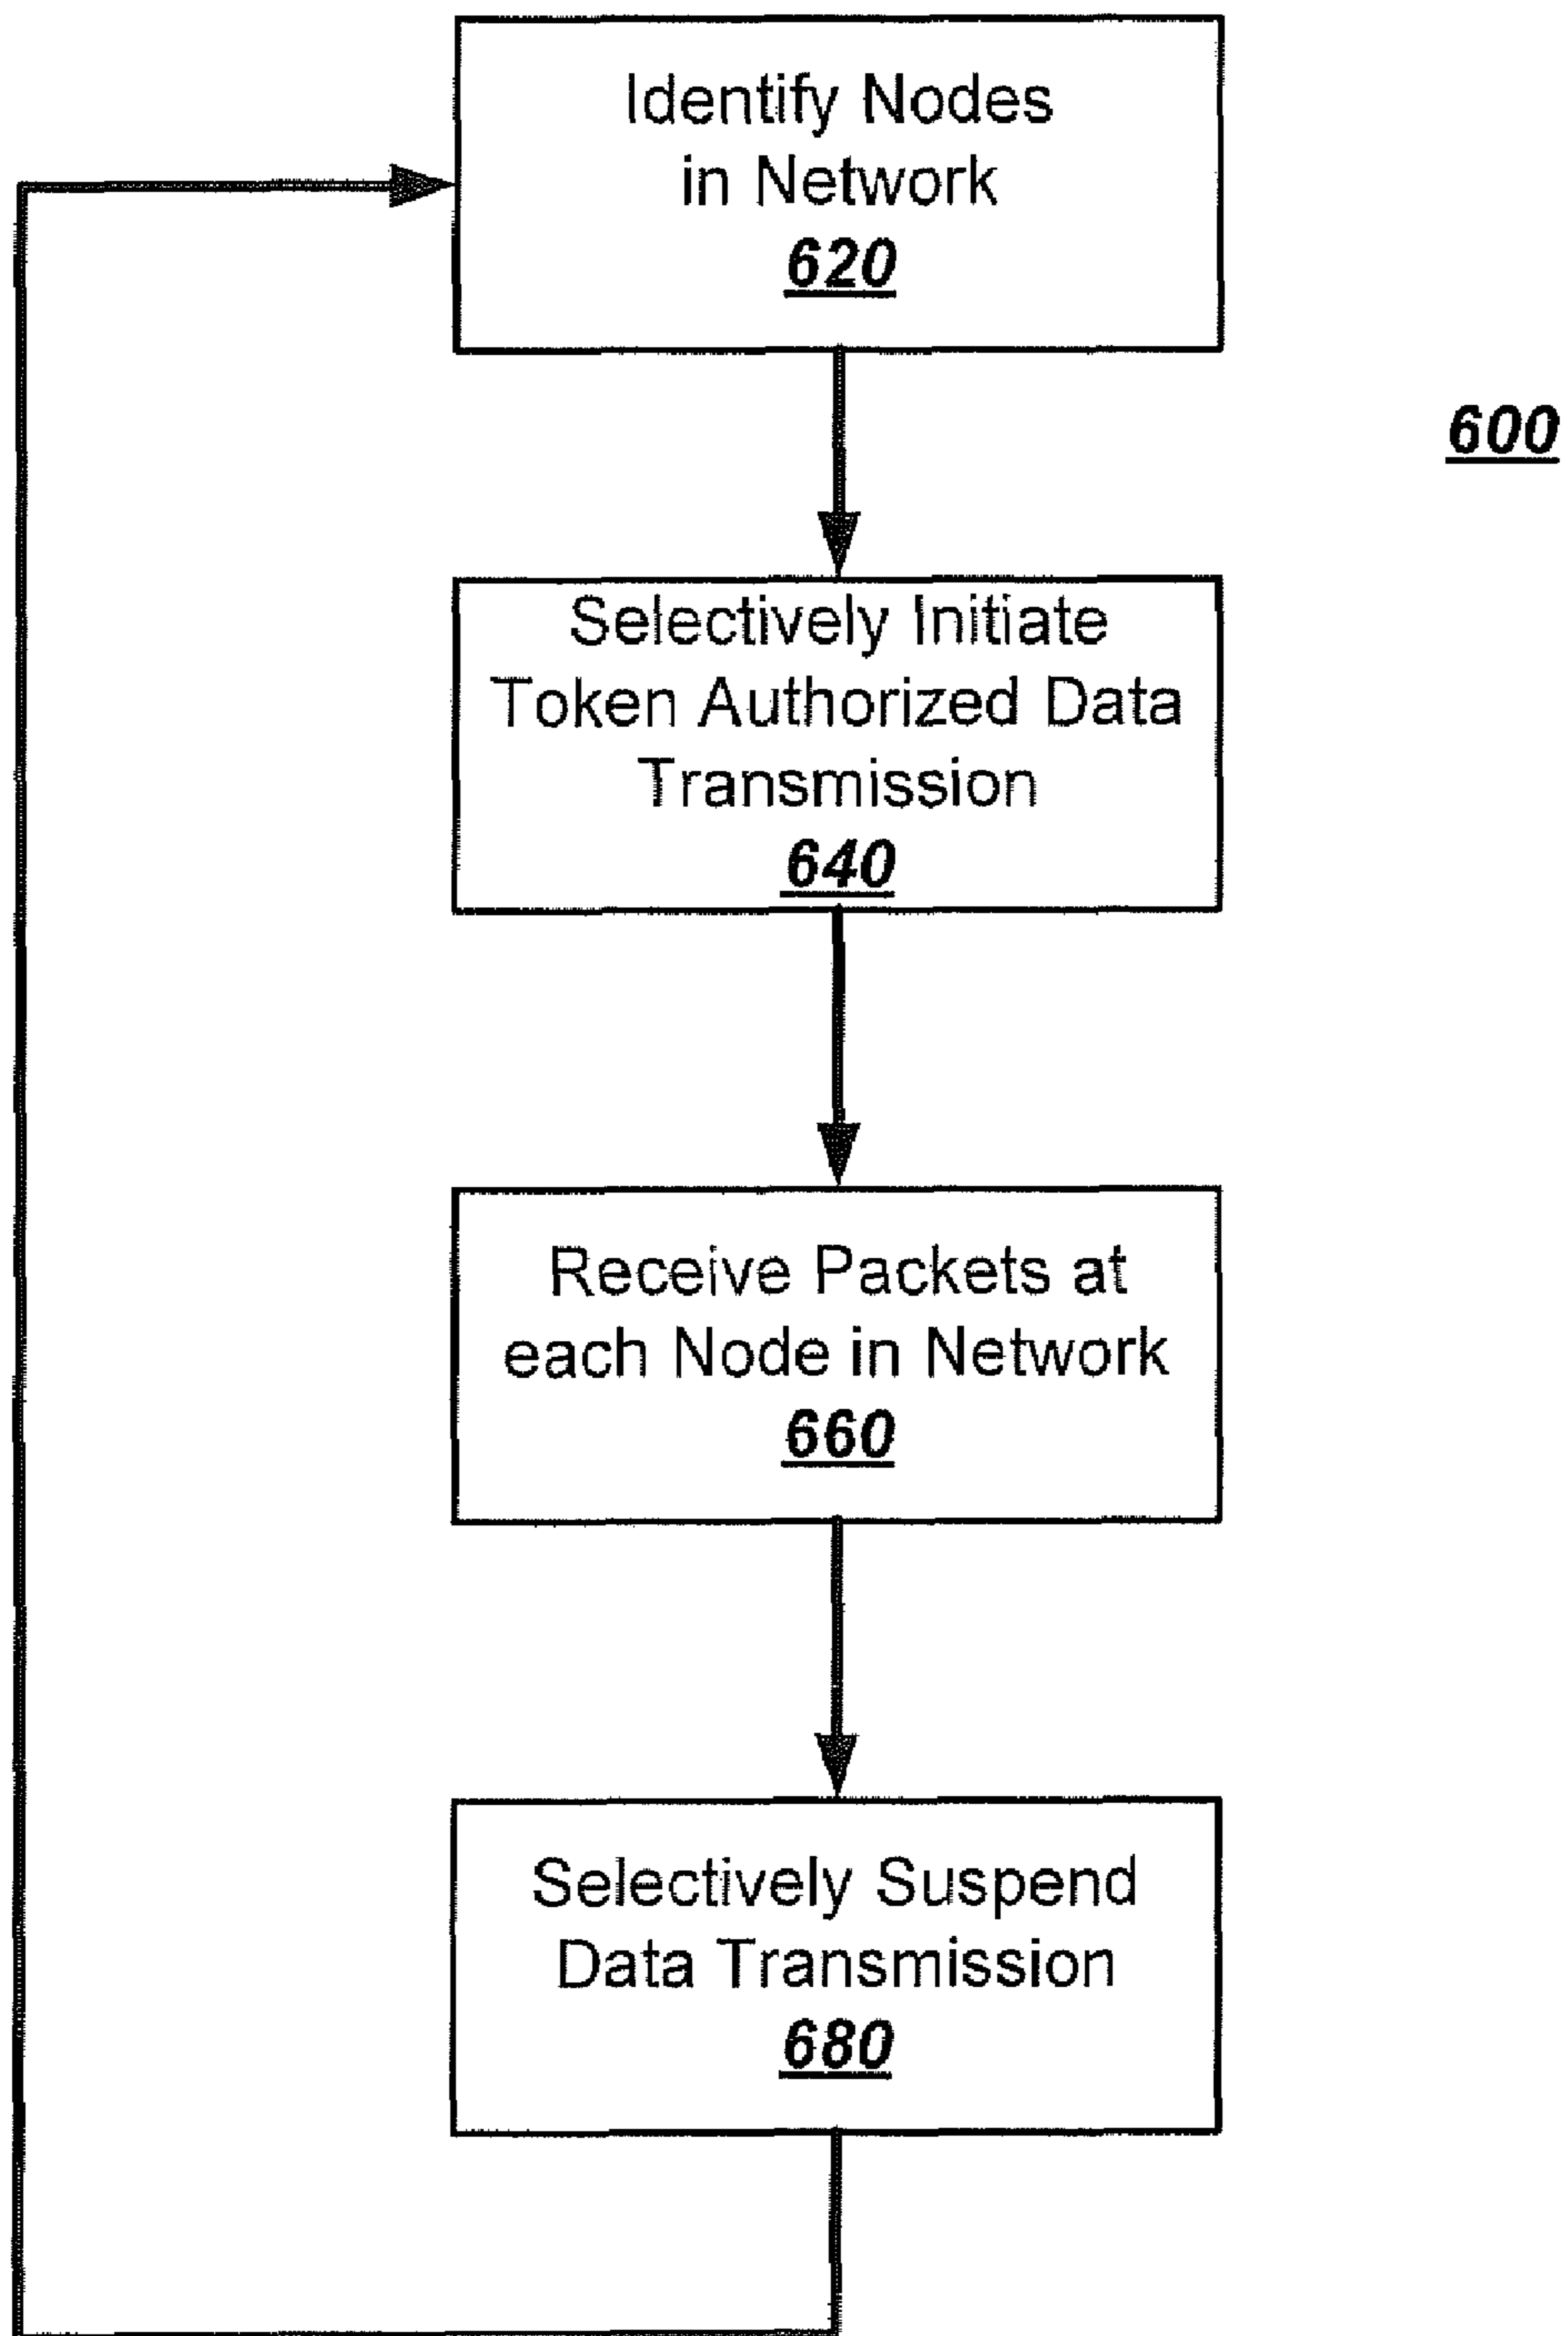 Identify Nodes
in Network
620
600
Selectively Initiate
Token Authorized Data
Transmission
640
Receive Packets at
each Node in Network
660
Selectively Suspend
Data Transmission
680